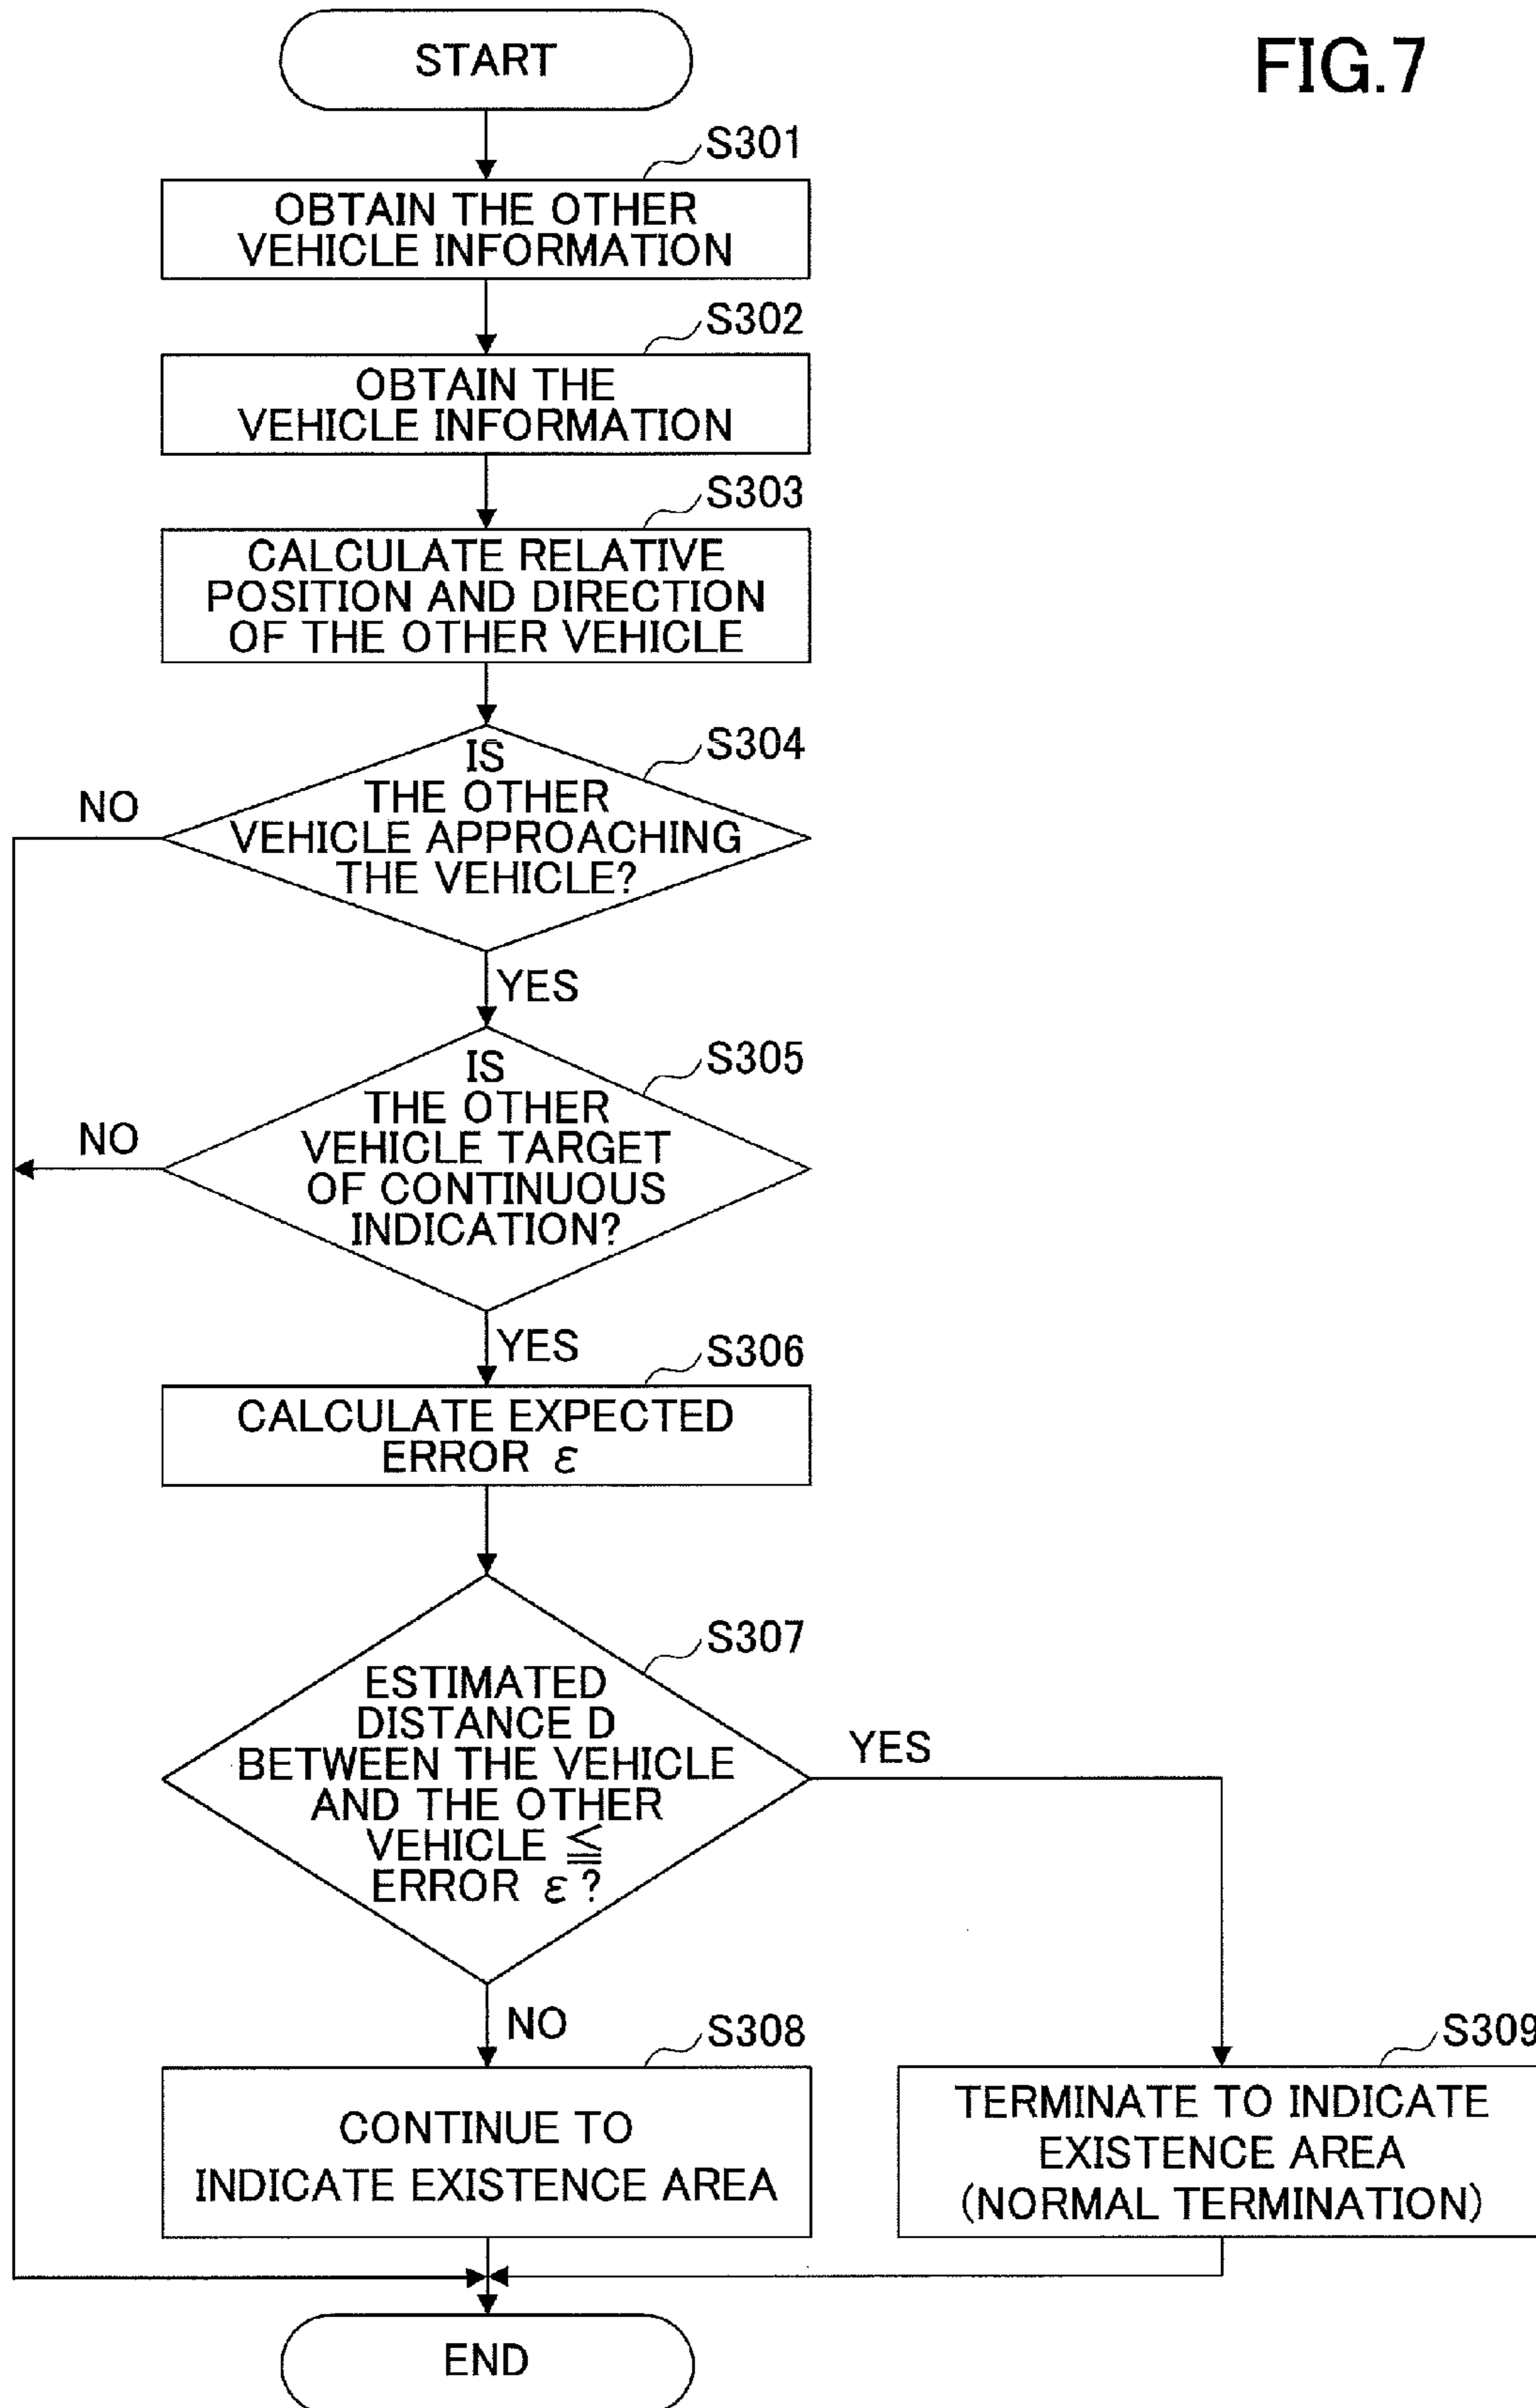 START
FIG.7
S301
OBTAIN THE OTHER
VEHICLE INFORMATION
S302
OBTAIN THE
VEHICLE INFORMATION
S303
CALCULATE RELATIVE
POSITION AND DIRECTION
OF THE OTHER VEHICLE
S304
IS
THE OTHER
VEHICLE APPROACHING
THE VEHICLE?
NO
YES
S305
IS
THE OTHER
VEHICLE TARGET
OF CONTINUOUS
INDICATION?
NO
YES
S306
CALCULATE EXPECTED
ERROR ε
S307
ESTIMATED
DISTANCE D
BETWEEN THE VEHICLE
AND THE OTHER
VEHICLE ≦
ERROR ε?
YES
NO
S308
CONTINUE TO
INDICATE EXISTENCE AREA
S309
TERMINATE TO INDICATE
EXISTENCE AREA
(NORMAL TERMINATION)
END